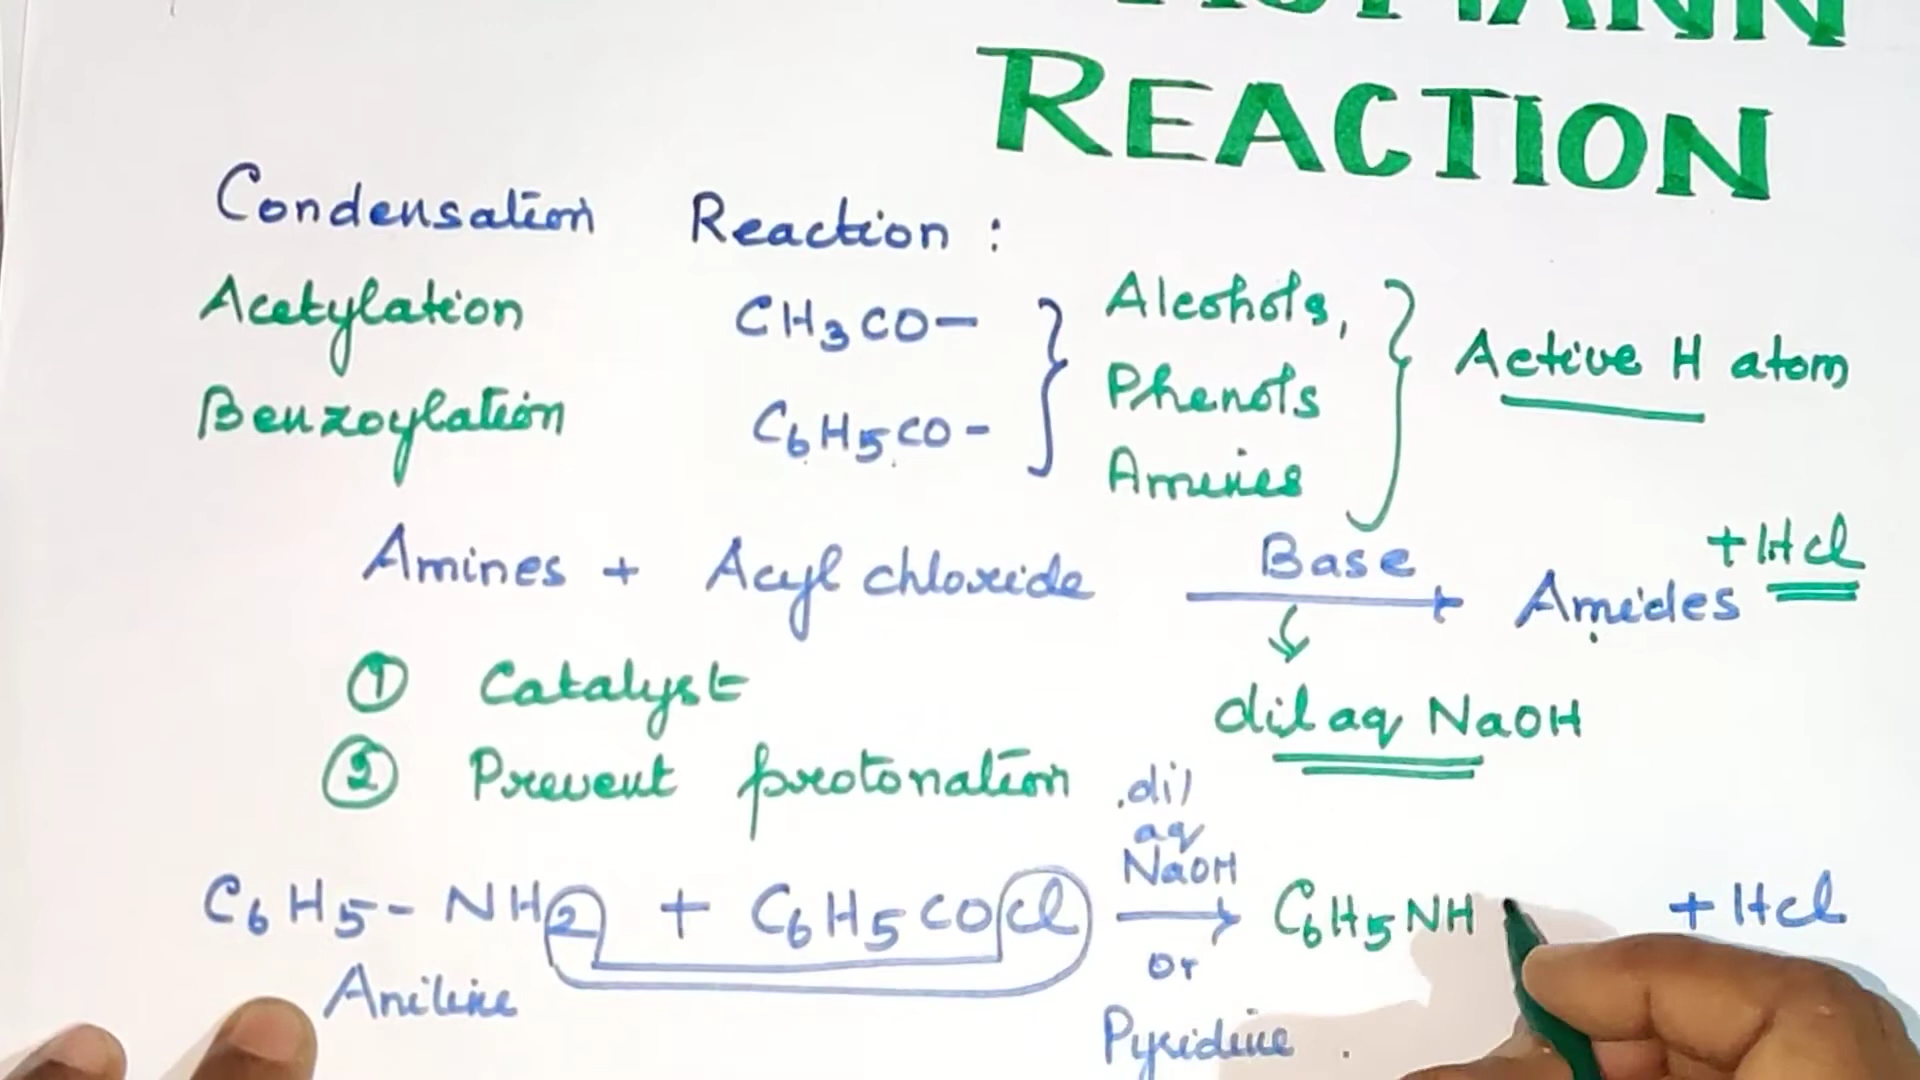 REACTION
Condensation Reaction :
Acetylation CH3CO- } Alcohols, } Active H atom
Benzoylation C6H5CO- Phenols
Amines
Amines + Acyl chloride Base → Amides +HCl
① Catalyst dil aq NaOH
② Prevent protonation
dil
aq
NaOH
C6H5-NH2 + C6H5COCl → C6H5NH +HCl
or
Aniline Pyridine